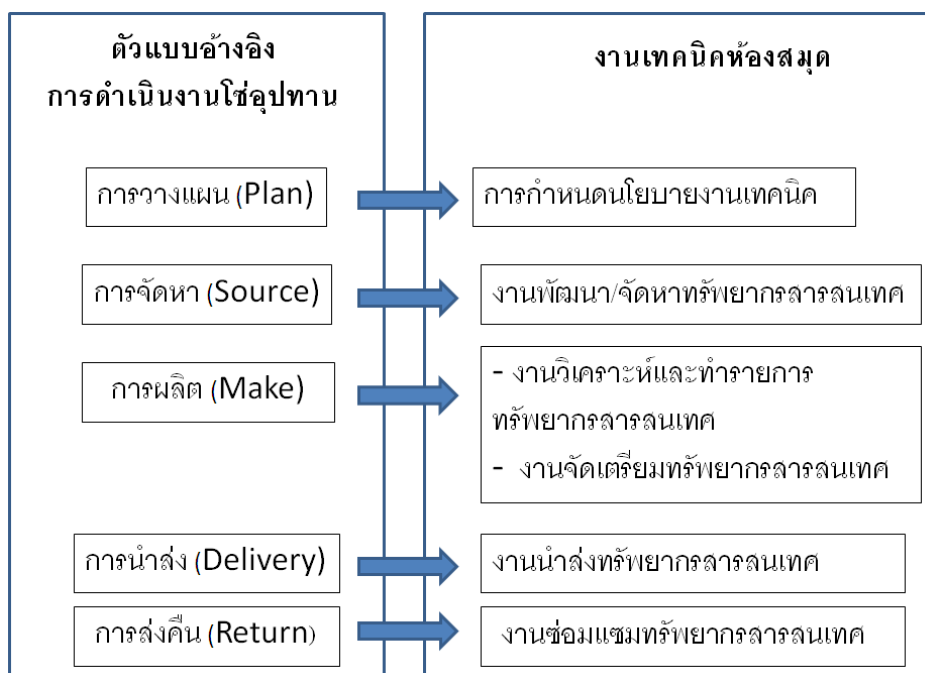 ตัวแบบอ้างอิง
การดำเนินงานโซ่อุปทาน
งานเทคนิคห้องสมุด
การวางแผน (Plan)
การกำหนดนโยบายงานเทคนิค
การจัดหา (Source)
งานพัฒนา/จัดหาทรัพยากรสารสนเทศ
การผลิต (Make)
- งานวิเคราะห์และทำรายการ
ทรัพยากรสารสนเทศ
- งานจัดเตรียมทรัพยากรสารสนเทศ
การนำส่ง (Delivery)
งานนำส่งทรัพยากรสารสนเทศ
การส่งคืน (Return)
งานซ่อมแซมทรัพยากรสารสนเทศ